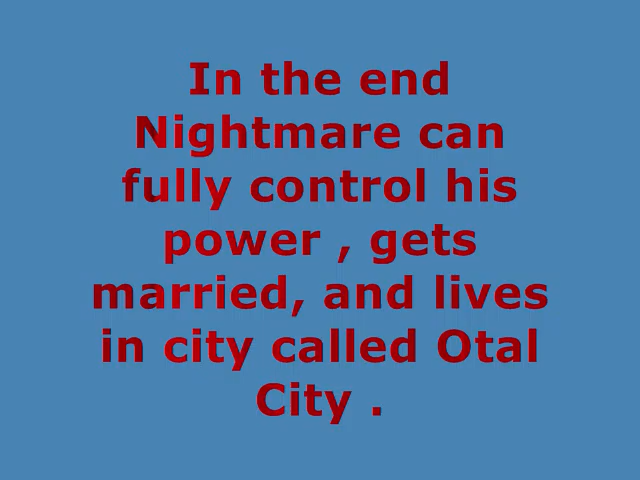 In the end
Nightmare can
fully control his
power , gets
married, and lives
in city called Otal
City .